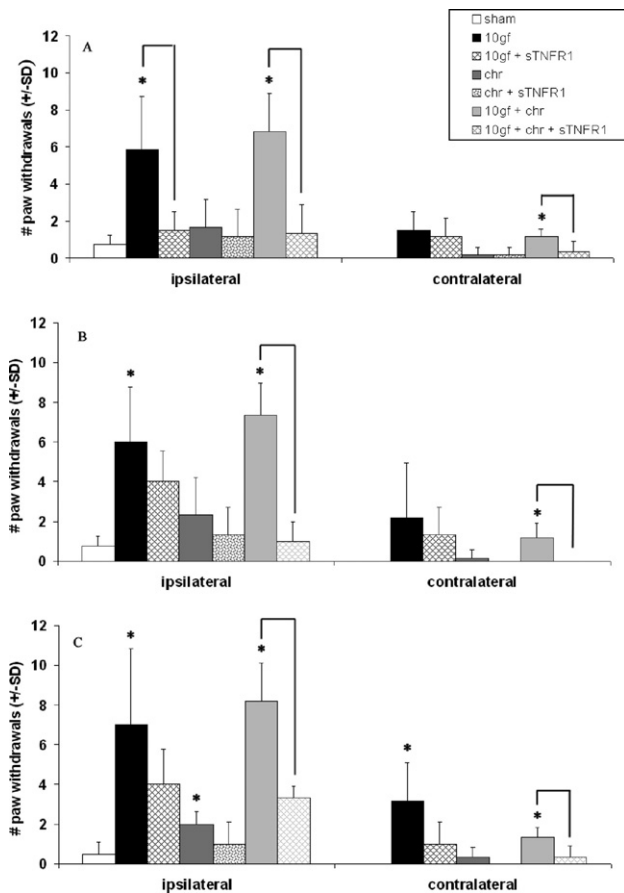 A
# paw withdrawals (+/-SD)
12
10
8
6
4
2
0
*
*
*
ipsilateral
contralateral
sham
10gf
10gf + sTNFR1
chr
chr + sTNFR1
10gf + chr
10gf + chr + sTNFR1
B
# paw withdrawals (+/-SD)
12
10
8
6
4
2
0
*
*
*
ipsilateral
contralateral
C
# paw withdrawals (+/-SD)
12
10
8
6
4
2
0
*
*
*
*
*
ipsilateral
contralateral